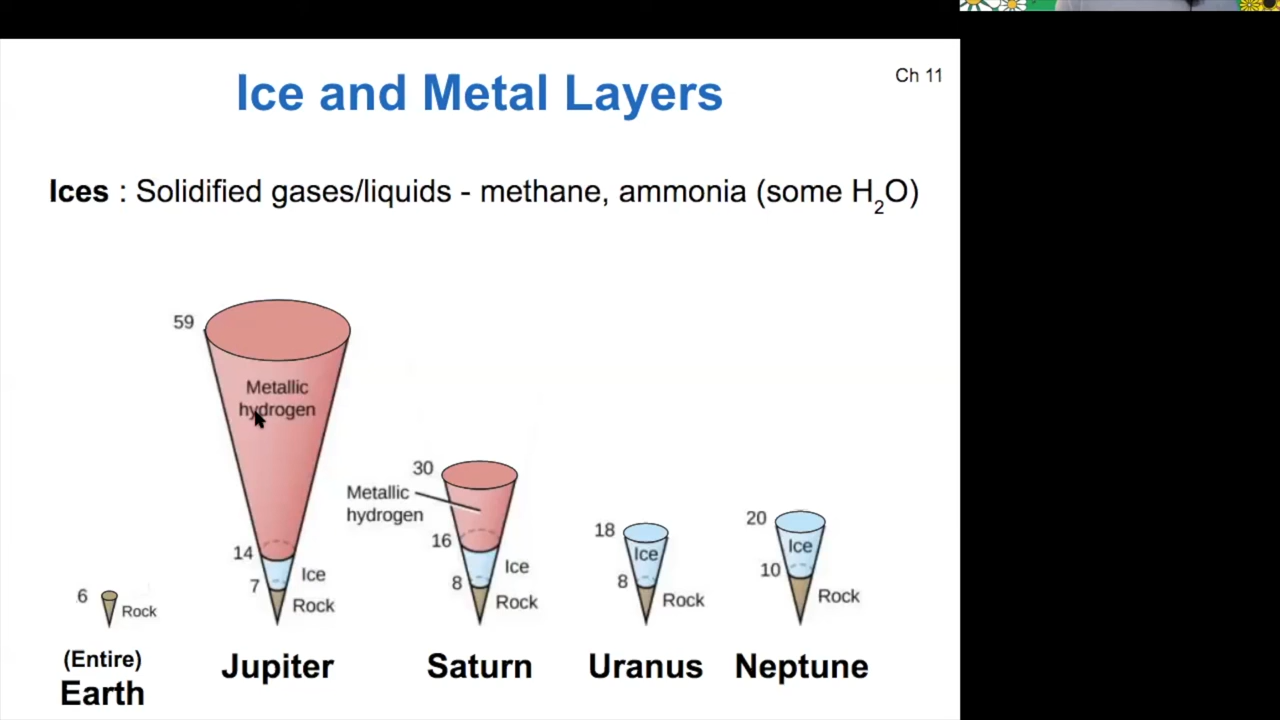 Ch 11
Ice and Metal Layers
Ices : Solidified gases/liquids - methane, ammonia (some H₂O)
6
Rock
(Entire)
Earth
59
Metallic
hydrogen
14
Ice
7
Rock
Jupiter
30
Metallic
hydrogen
16
Ice
8
Rock
Saturn
18
Ice
8
Rock
Uranus
20
Ice
10
Rock
Neptune